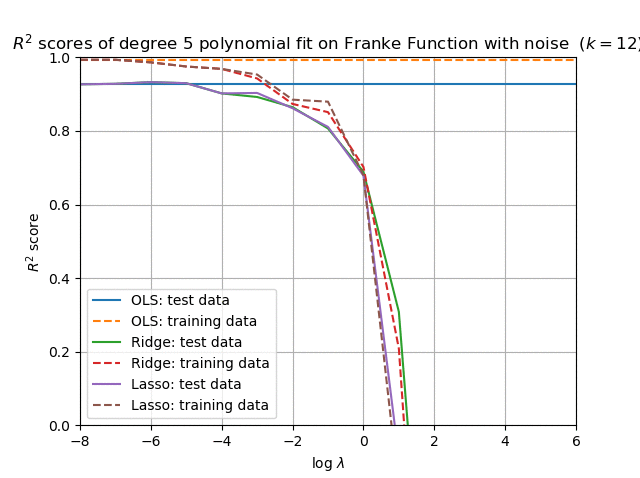 R² scores of degree 5 polynomial fit on Franke Function with noise (k = 12)
1.0
0.8
0.6
0.4
0.2
0.0
R² score
OLS: test data
OLS: training data
Ridge: test data
Ridge: training data
Lasso: test data
Lasso: training data
−8 −6 −4 −2 0 2 4 6
log λ